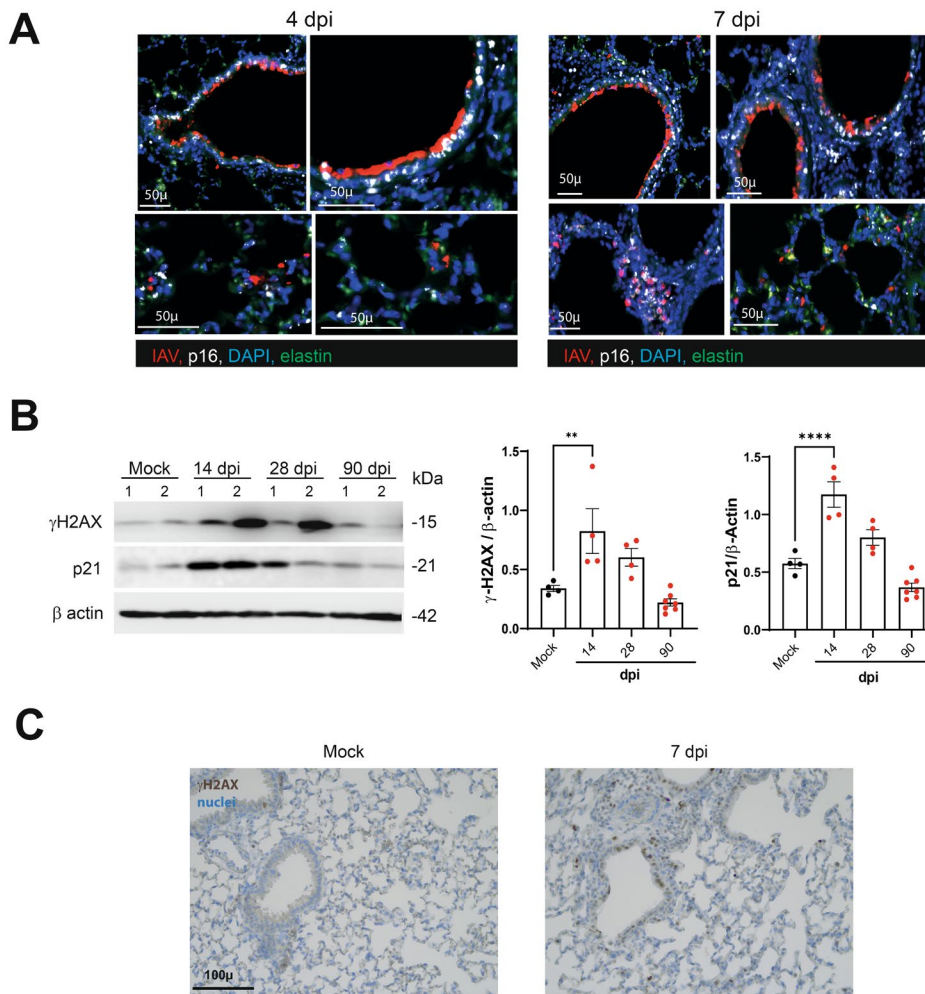 A
4 dpi
7 dpi
50µ
50µ
50µ
50µ
50µ
50µ
50µ
50µ
IAV, p16, DAPI, elastin
IAV, p16, DAPI, elastin
B
Mock 14 dpi 28 dpi 90 dpi kDa
1 2 1 2 1 2 1 2
γH2AX -15
p21 -21
β actin -42
**
γ-H2AX / β-actin
1.5
1.0
0.5
0.0
Mock 14 28 90
dpi
****
p21/β-Actin
1.5
1.0
0.5
0.0
Mock 14 28 90
dpi
C
Mock
7 dpi
γH2AX
nuclei
100µ